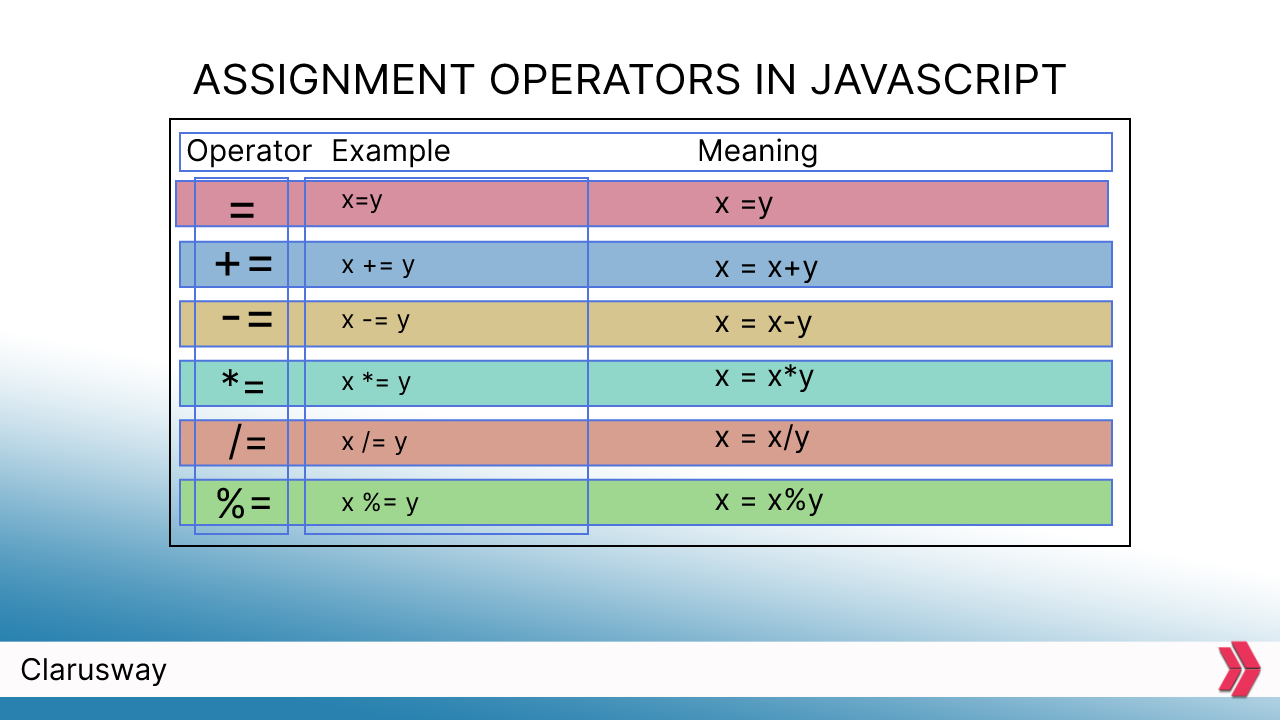 ASSIGNMENT OPERATORS IN JAVASCRIPT
Operator Example Meaning
= x=y x =y
+= x += y x = x+y
-= x -= y x = x-y
*= x *= y x = x*y
/= x /= y x = x/y
%= x %= y x = x%y
Clarusway